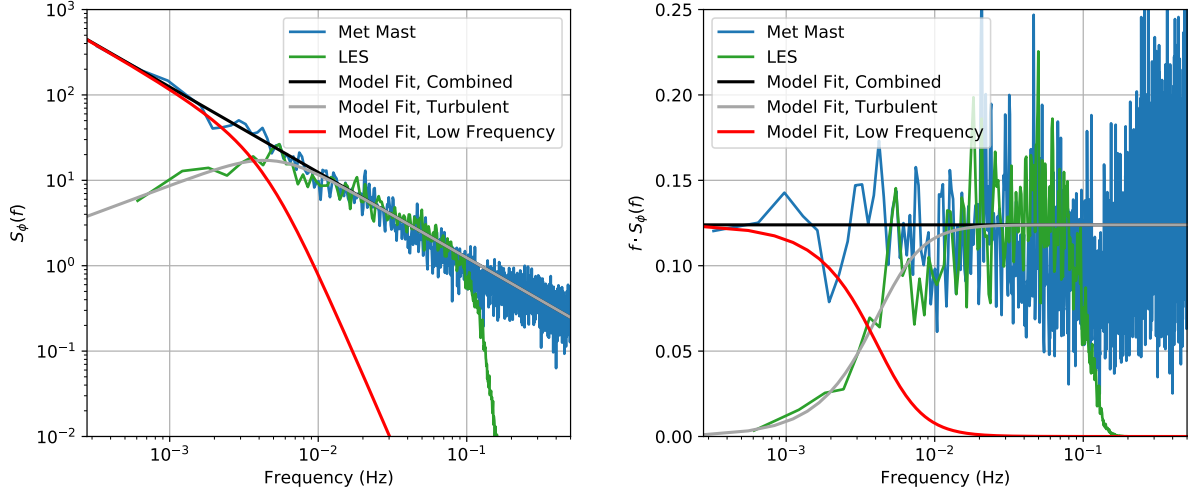 Met Mast
LES
Model Fit, Combined
Model Fit, Turbulent
Model Fit, Low Frequency
10³
10²
10¹
10⁰
10⁻¹
10⁻²
S_ϕ(f)
10⁻³
10⁻²
10⁻¹
Frequency (Hz)
Met Mast
LES
Model Fit, Combined
Model Fit, Turbulent
Model Fit, Low Frequency
0.25
0.20
0.15
0.10
0.05
0.00
f · S_ϕ(f)
10⁻³
10⁻²
10⁻¹
Frequency (Hz)